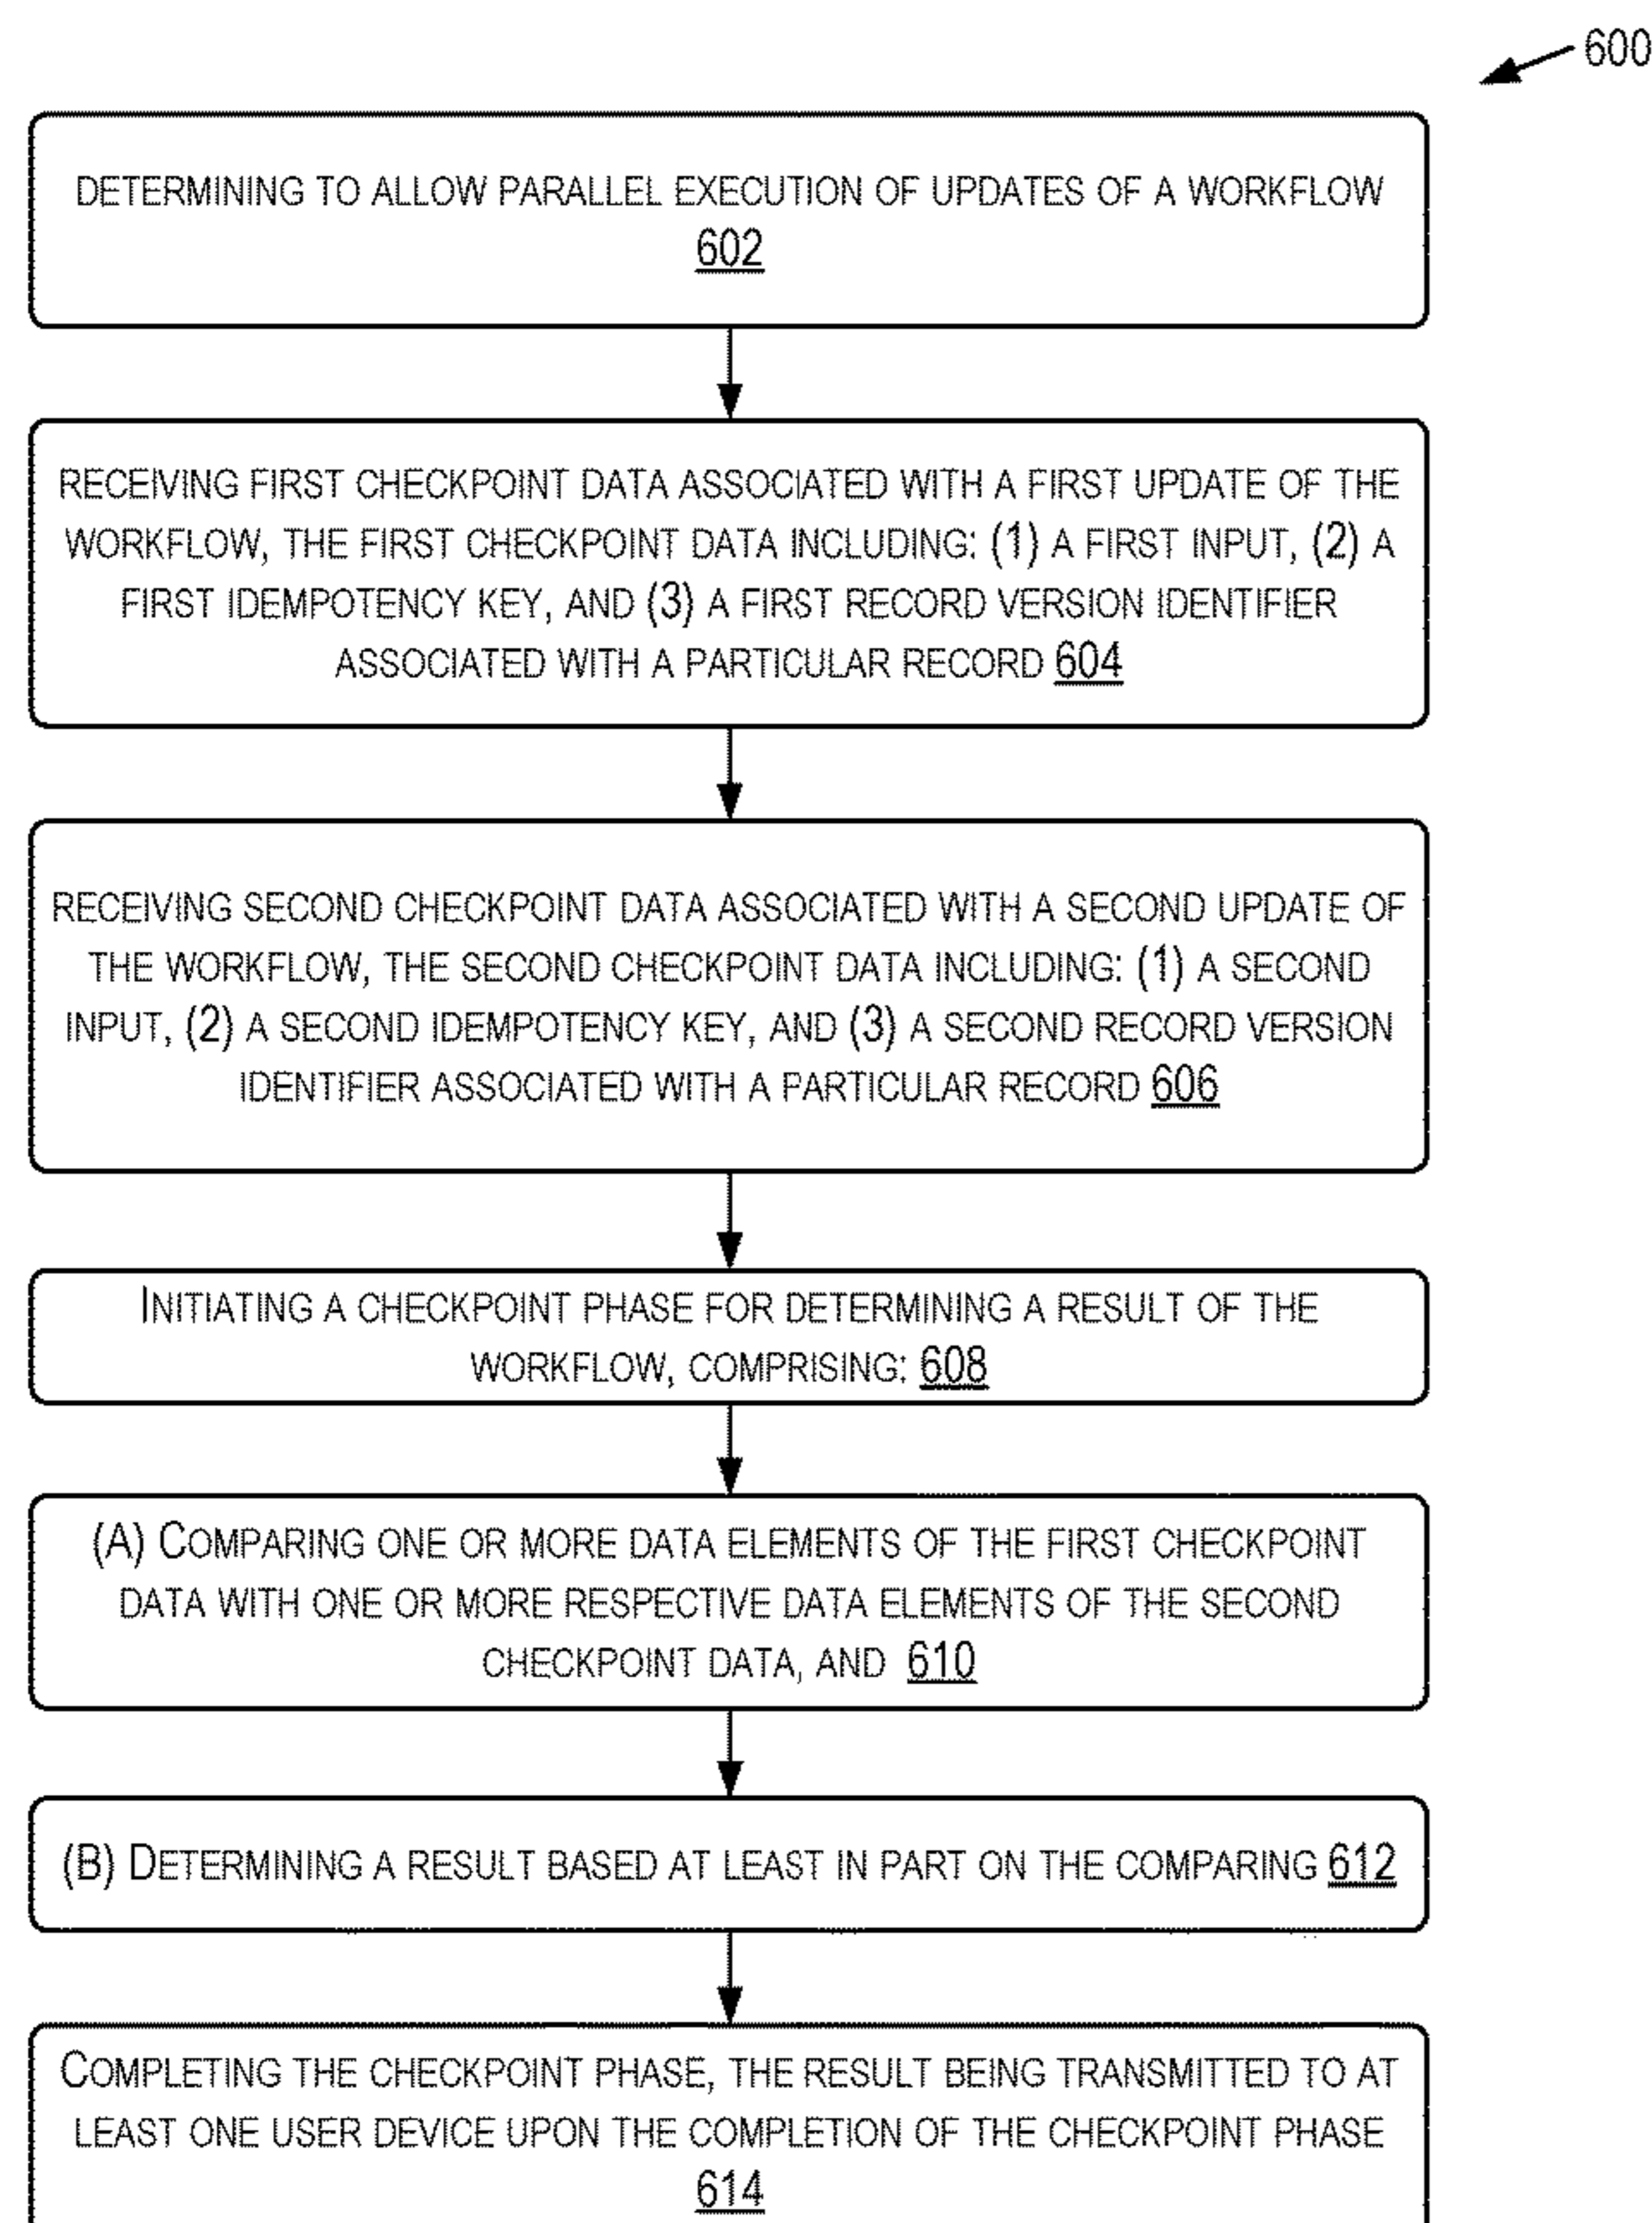 600
DETERMINING TO ALLOW PARALLEL EXECUTION OF UPDATES OF A WORKFLOW
602
RECEIVING FIRST CHECKPOINT DATA ASSOCIATED WITH A FIRST UPDATE OF THE
WORKFLOW, THE FIRST CHECKPOINT DATA INCLUDING: (1) A FIRST INPUT, (2) A
FIRST IDEMPOTENCY KEY, AND (3) A FIRST RECORD VERSION IDENTIFIER
ASSOCIATED WITH A PARTICULAR RECORD 604
RECEIVING SECOND CHECKPOINT DATA ASSOCIATED WITH A SECOND UPDATE OF
THE WORKFLOW, THE SECOND CHECKPOINT DATA INCLUDING: (1) A SECOND
INPUT, (2) A SECOND IDEMPOTENCY KEY, AND (3) A SECOND RECORD VERSION
IDENTIFIER ASSOCIATED WITH A PARTICULAR RECORD 606
INITIATING A CHECKPOINT PHASE FOR DETERMINING A RESULT OF THE
WORKFLOW, COMPRISING: 608
(A) COMPARING ONE OR MORE DATA ELEMENTS OF THE FIRST CHECKPOINT
DATA WITH ONE OR MORE RESPECTIVE DATA ELEMENTS OF THE SECOND
CHECKPOINT DATA, AND 610
(B) DETERMINING A RESULT BASED AT LEAST IN PART ON THE COMPARING 612
COMPLETING THE CHECKPOINT PHASE, THE RESULT BEING TRANSMITTED TO AT
LEAST ONE USER DEVICE UPON THE COMPLETION OF THE CHECKPOINT PHASE
614